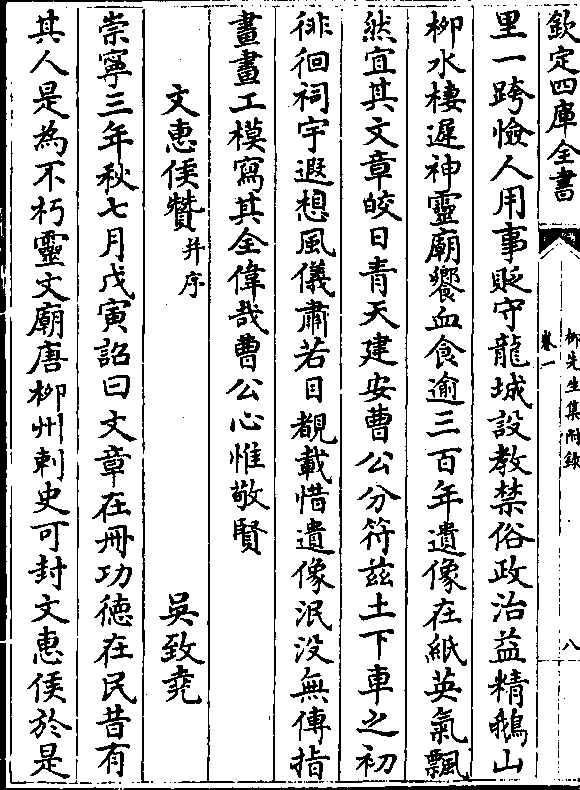 欽定四庫全書
柳先生集附録
卷一
八
里一跨憸人用事貶守龍城設教禁俗政治益精鵝山
柳水棲遲神靈廟饗血食逾三百年遺像在紙英氣飄
然宜其文章皎日青天建安曹公分符兹土下車之初
徘徊祠宇遐想風儀肅若目覩載惜遺像泯没無傳指
畫畫工模寫其全偉哉曹公心惟敬賢
文惠侯贊并序
吳致堯
崇寧三年秋七月戊寅詔曰文章在冊功徳在民昔有
其人是為不朽靈文廟唐柳州刺史可封文惠侯於是